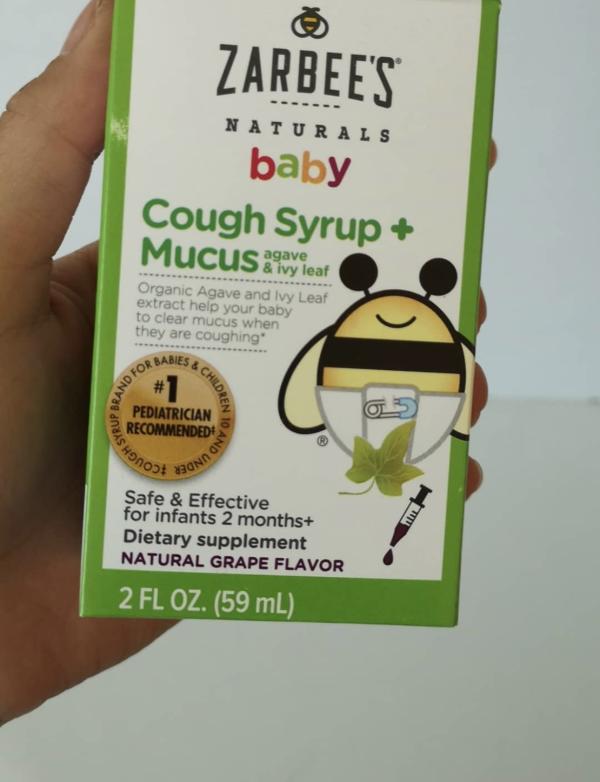 ZARBEE'S®
NATURALS
baby
Cough Syrup +
Mucus agave
& ivy leaf
Organic Agave and Ivy Leaf
extract help your baby
to clear mucus when
they are coughing*
‡COUGH SYRUP BRAND FOR BABIES & CHILDREN 10 AND UNDER
#1
PEDIATRICIAN
RECOMMENDED‡
®
Safe & Effective
for infants 2 months+
Dietary supplement
NATURAL GRAPE FLAVOR
2 FL OZ. (59 mL)